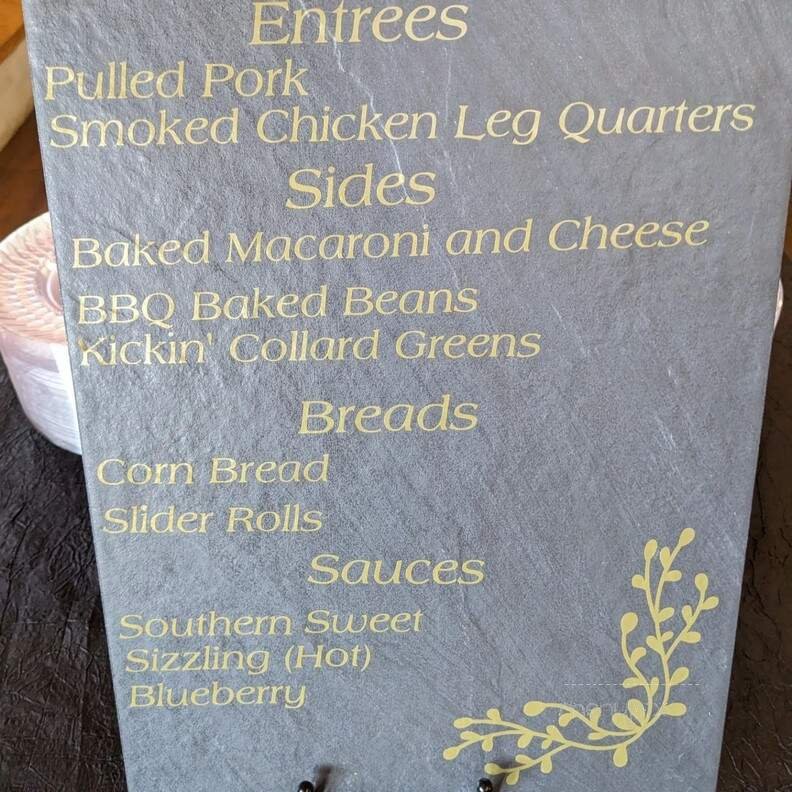 Entrees
Pulled Pork
Smoked Chicken Leg Quarters
Sides
Baked Macaroni and Cheese
BBQ Baked Beans
Kickin' Collard Greens
Breads
Corn Bread
Slider Rolls
Sauces
Southern Sweet
Sizzling (Hot)
Blueberry